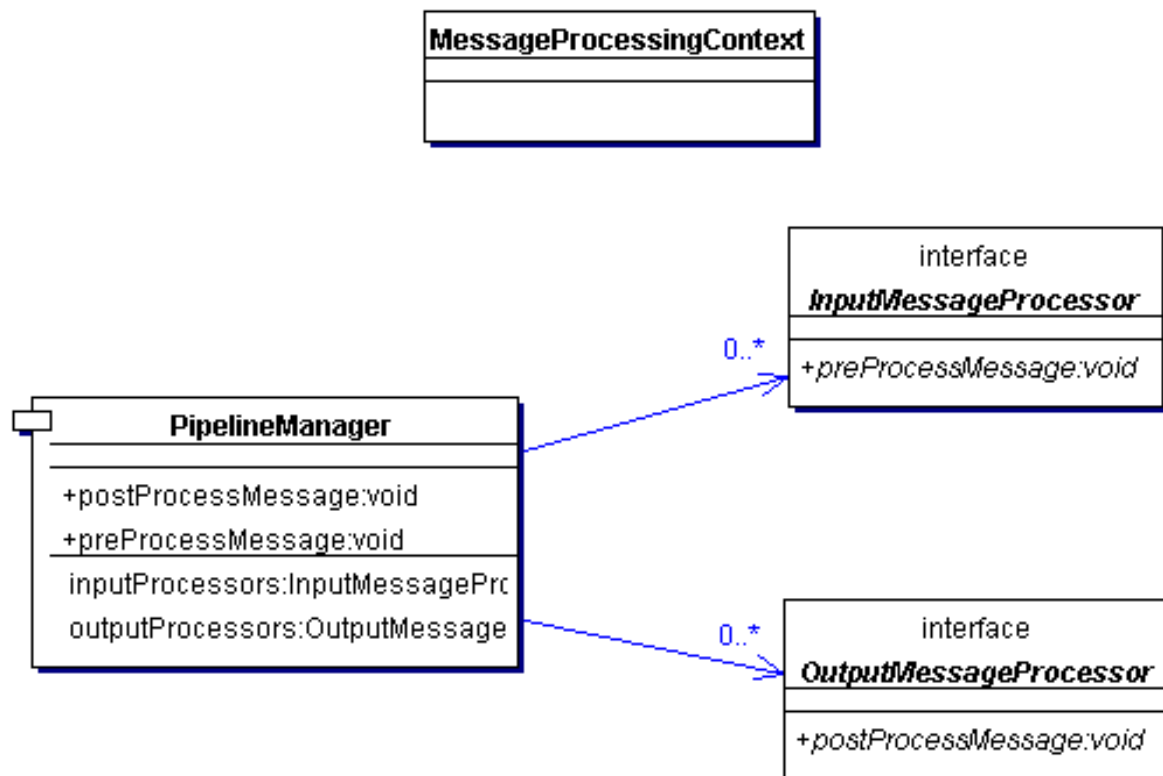 MessageProcessingContext
interface
InputMessageProcessor
0..*
+preProcessMessage:void
PipelineManager
+postProcessMessage:void
+preProcessMessage:void
inputProcessors:InputMessagePro
outputProcessors:OutputMessage
0..*
interface
OutputMessageProcessor
+postProcessMessage:void